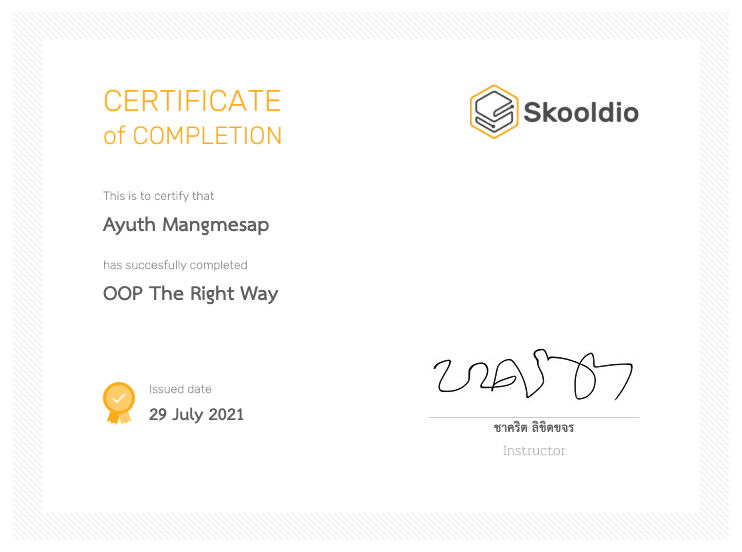 CERTIFICATE
of COMPLETION
Skooldio
This is to certify that
Ayuth Mangmesap
has succesfully completed
OOP The Right Way
Issued date
29 July 2021
ชาคริต ลิขิตขจร
Instructor